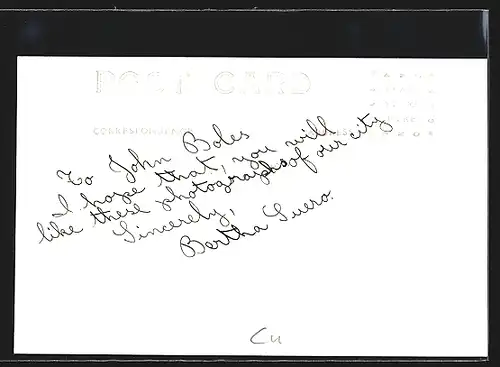 POST CARD
CORRESPONDENCE
To John Boles
I hope that, you will
like these photographs of our city
Sincerely,
Bertha Suero.
Cu